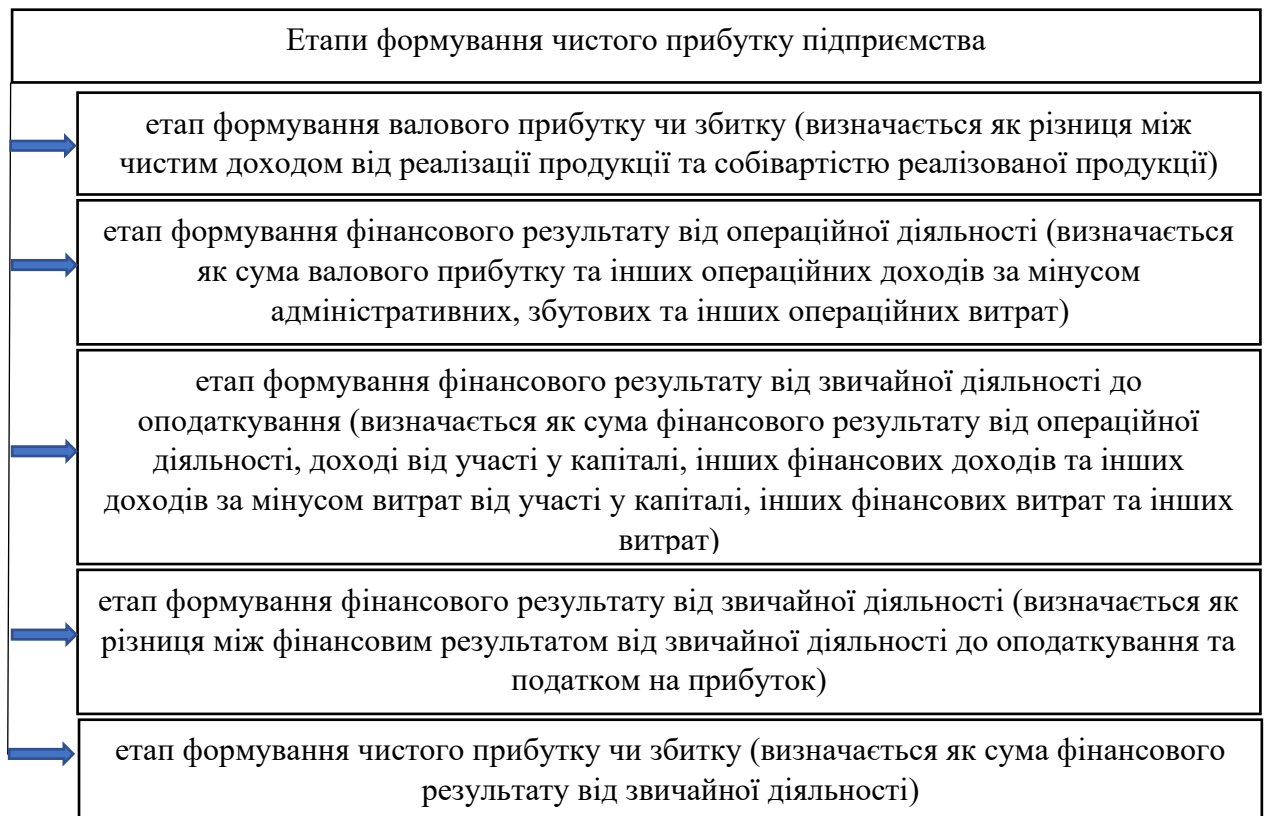 Етапи формування чистого прибутку підприємства
етап формування валового прибутку чи збитку (визначається як різниця між
чистим доходом від реалізації продукції та собівартістю реалізованої продукції)
етап формування фінансового результату від операційної діяльності (визначається
як сума валового прибутку та інших операційних доходів за мінусом
адміністративних, збутових та інших операційних витрат)
етап формування фінансового результату від звичайної діяльності до
оподаткування (визначається як сума фінансового результату від операційної
діяльності, доході від участі у капіталі, інших фінансових доходів та інших
доходів за мінусом витрат від участі у капіталі, інших фінансових витрат та інших
витрат)
етап формування фінансового результату від звичайної діяльності (визначається як
різниця між фінансовим результатом від звичайної діяльності до оподаткування та
податком на прибуток)
етап формування чистого прибутку чи збитку (визначається як сума фінансового
результату від звичайної діяльності)